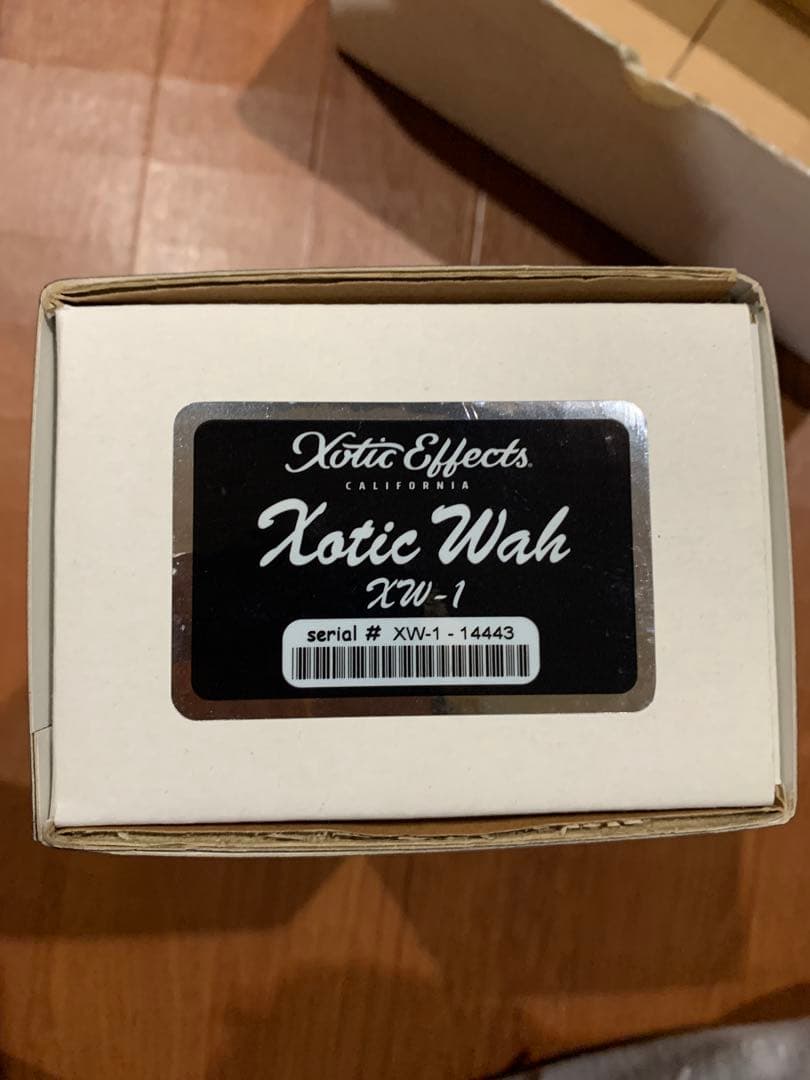 Xotic Effects®
CALIFORNIA
Xotic Wah
XW-1
serial # XW-1 - 14443